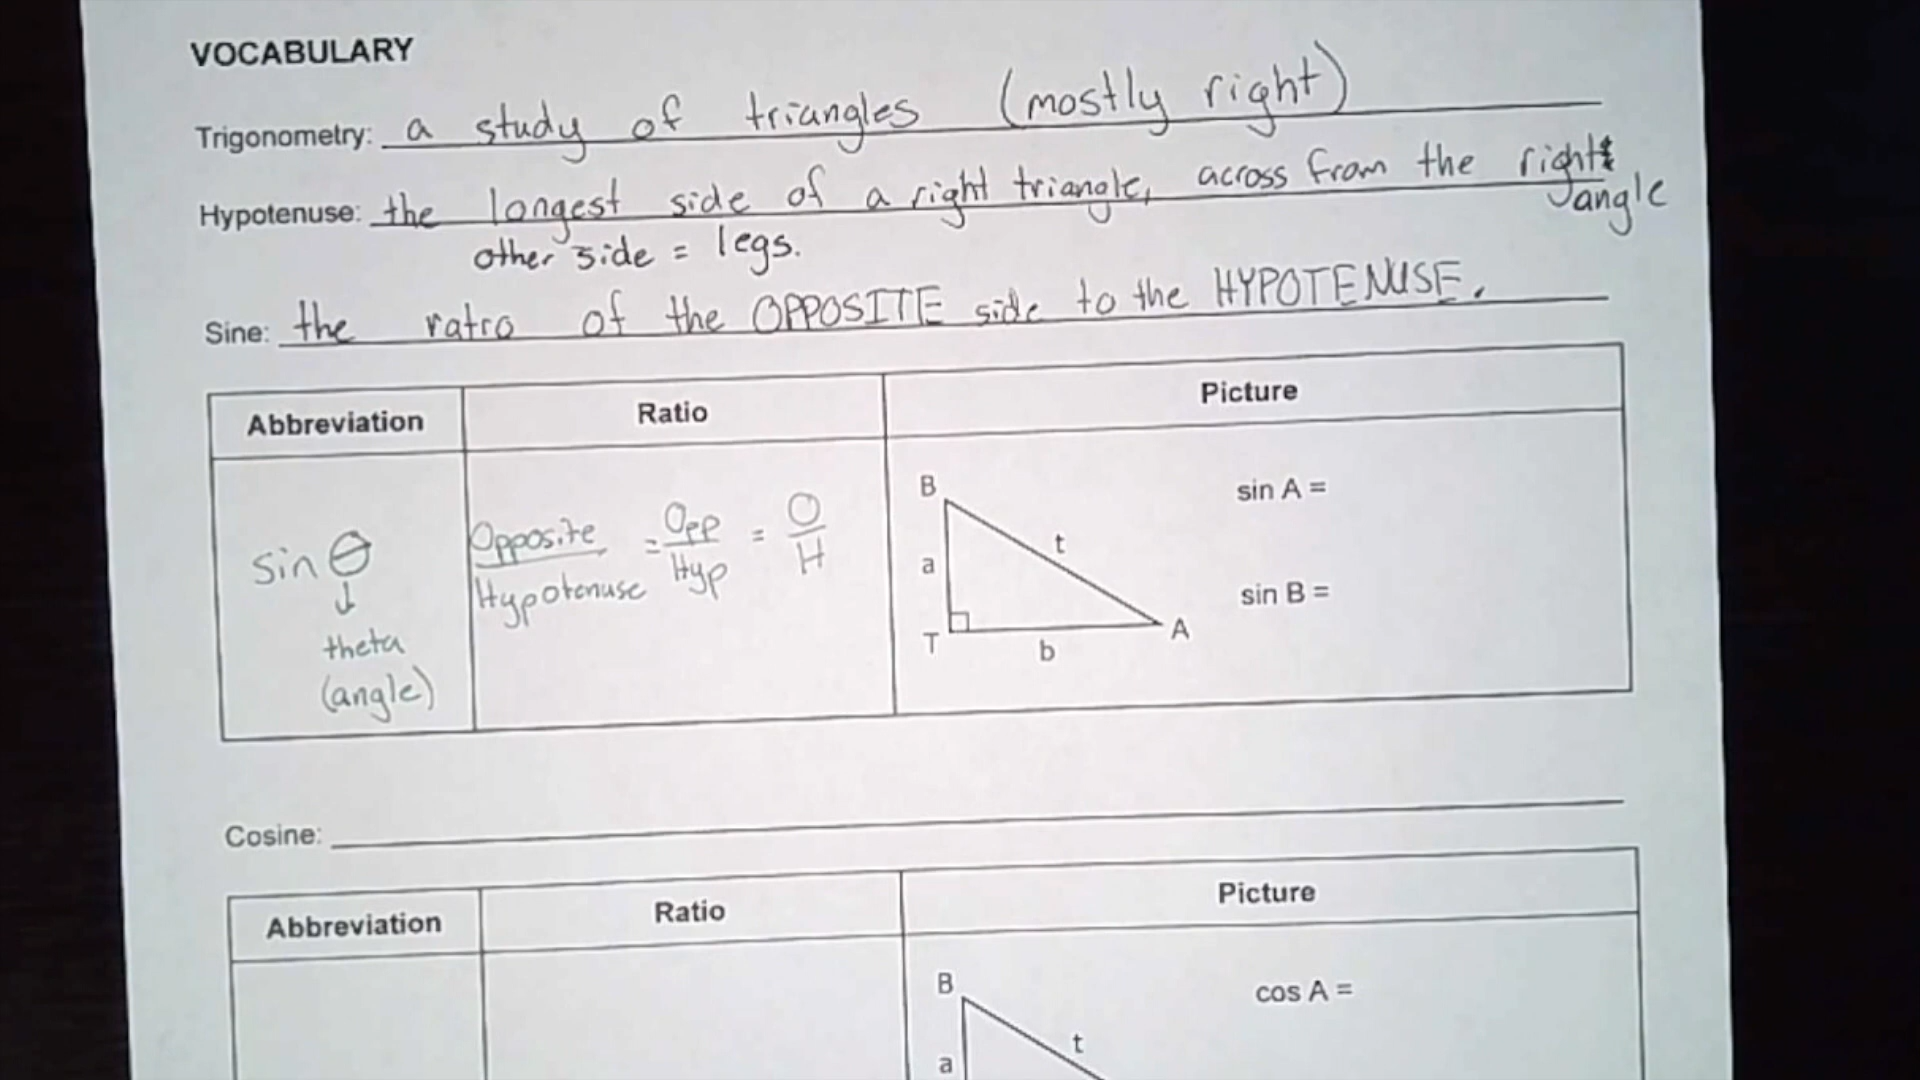 VOCABULARY
Trigonometry: a study of triangles (mostly right)
Hypotenuse: the longest side of a right triangle, across from the right
angle
other side = legs.
Sine: the ratio of the OPPOSITE side to the HYPOTENUSE.
Abbreviation Ratio Picture
sin θ
↓
theta
(angle)
Opposite/Hypotenuse = Opp/Hyp = O/H
B
a
t
T
b
A
sin A =
sin B =
Cosine:
Abbreviation Ratio Picture
B
t
a
cos A =